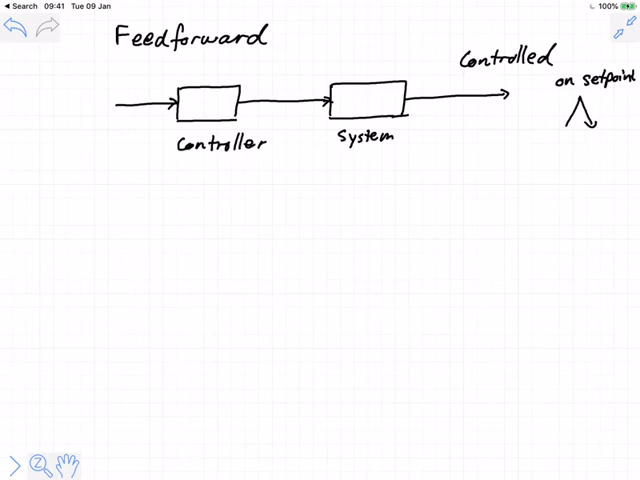 Search 09:41 Tue 09 Jan 100%
Feedforward
Controlled
on setpoint
Controller
System